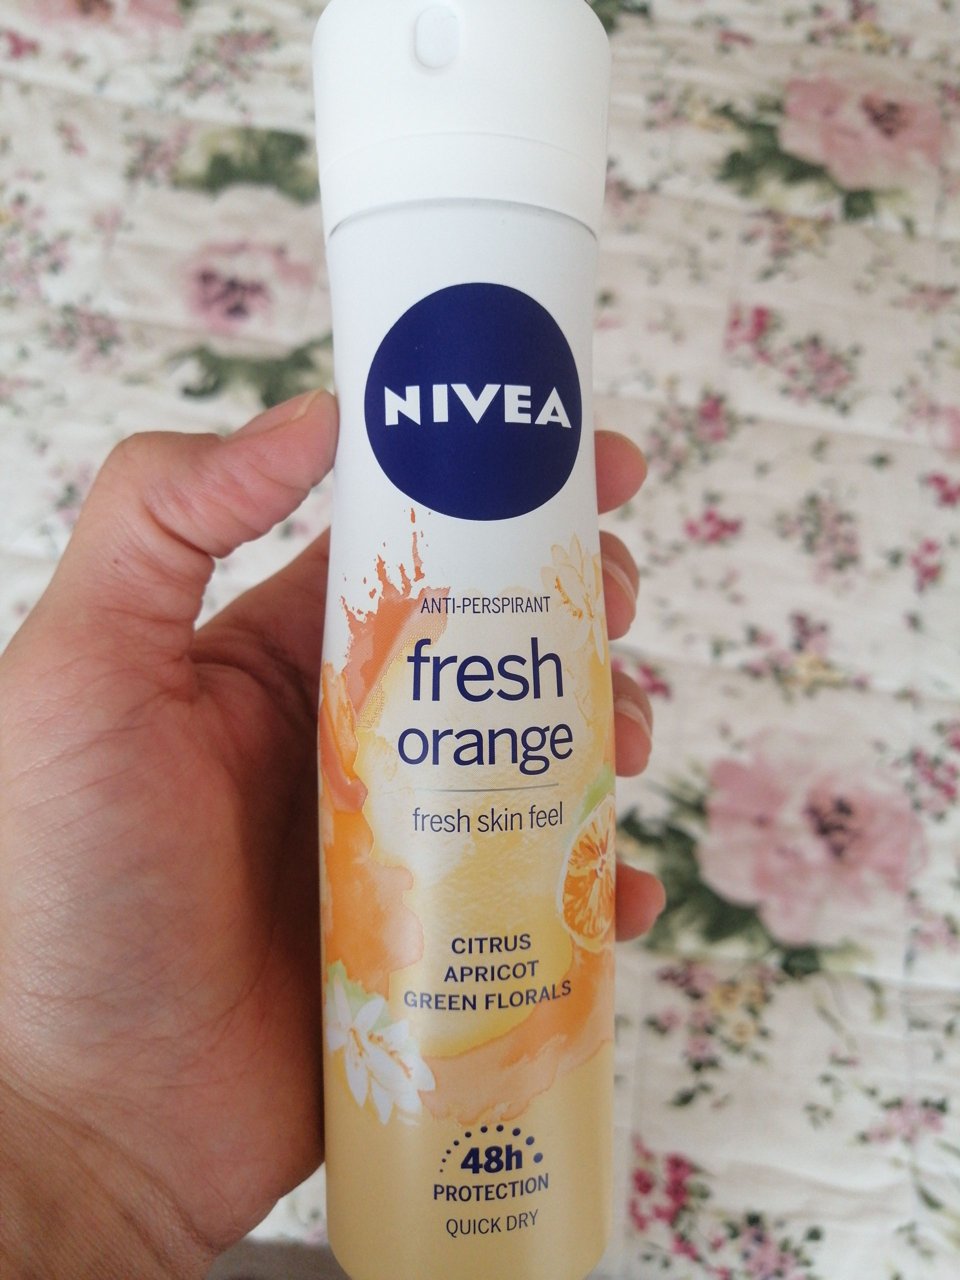 NIVEA
ANTI-PERSPIRANT
fresh
orange
fresh skin feel
CITRUS
APRICOT
GREEN FLORALS
48h
PROTECTION
QUICK DRY